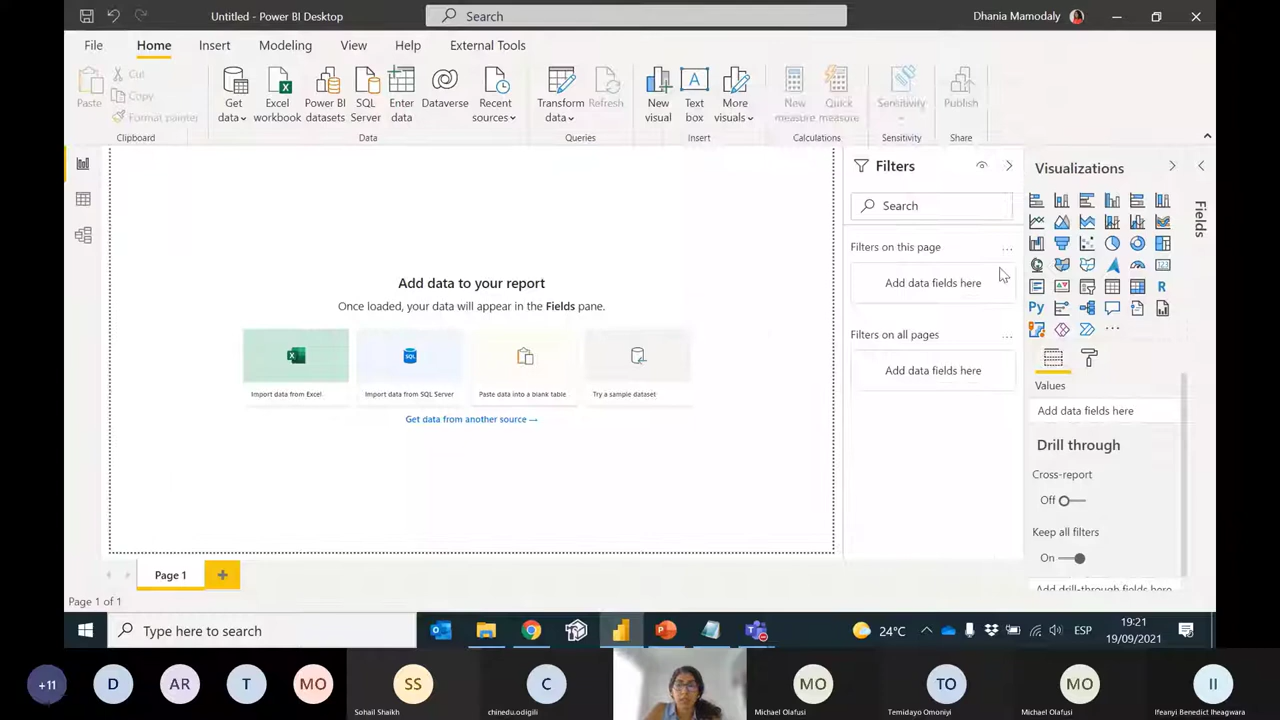 Untitled - Power BI Desktop
Search
Dhania Mamodaly
File
Home
Insert
Modeling
View
Help
External Tools
Paste
Cut
Copy
Format painter
Get
data
Excel
workbook
Power BI
datasets
SQL
Server
Enter
data
Dataverse
Recent
sources
Transform
data
Refresh
New
visual
Text
box
More
visuals
New
measure
Quick
measure
Sensitivity
Publish
Clipboard
Data
Queries
Insert
Calculations
Sensitivity
Share
Filters
Search
Filters on this page
Add data fields here
Filters on all pages
Add data fields here
Visualizations
Fields
R
Py
Values
Add data fields here
Drill through
Cross-report
Off
Keep all filters
On
Add drill-through fields here
Add data to your report
Once loaded, your data will appear in the Fields pane.
SQL
Import data from Excel
Import data from SQL Server
Paste data into a blank table
Try a sample dataset
Get data from another source →
Page 1
Page 1 of 1
Type here to search
24°C
ESP
19:21
19/09/2021
+11
D
AR
T
MO
SS
C
MO
TO
MO
II
Sohail Shaikh
chinedu.odigili
Michael Olafusi
Temidayo Omoniyi
Michael Olafusi
Ifeanyi Benedict Iheagwara